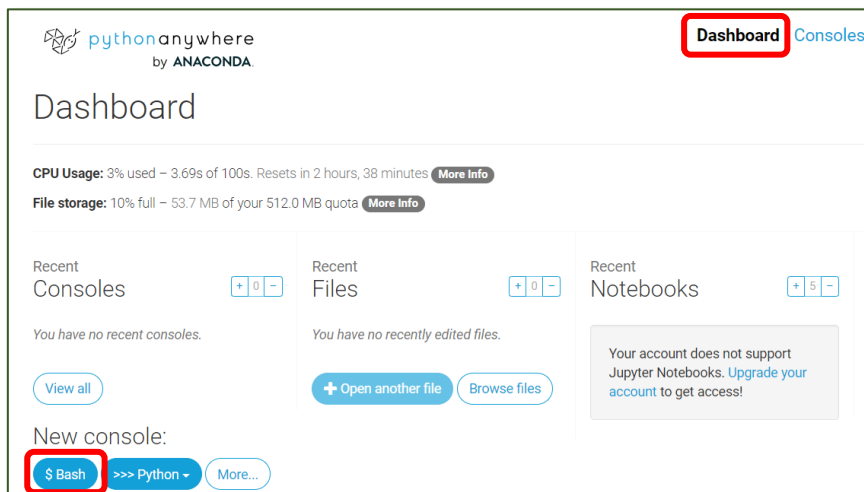 pythonanywhere
by ANACONDA.
Dashboard Consoles
Dashboard
CPU Usage: 3% used – 3.69s of 100s. Resets in 2 hours, 38 minutes More Info
File storage: 10% full – 53.7 MB of your 512.0 MB quota More Info
Recent
Consoles
+ 0 −
You have no recent consoles.
View all
New console:
$ Bash >>> Python More...
Recent
Files
+ 0 −
You have no recently edited files.
+ Open another file Browse files
Recent
Notebooks
+ 5 −
Your account does not support
Jupyter Notebooks. Upgrade your
account to get access!